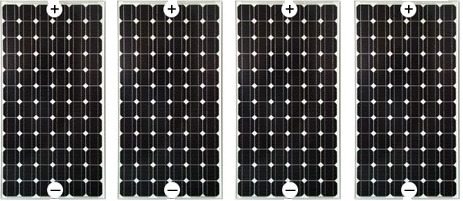 + + + +
− − − −